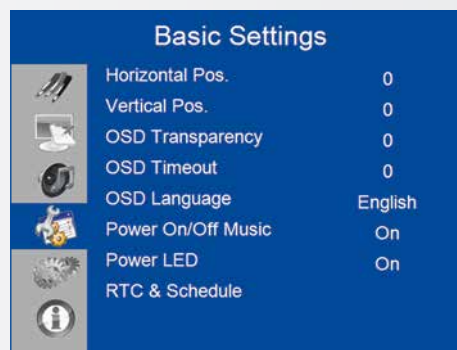 Basic Settings
Horizontal Pos. 0
Vertical Pos. 0
OSD Transparency 0
OSD Timeout 0
OSD Language English
Power On/Off Music On
Power LED On
RTC & Schedule